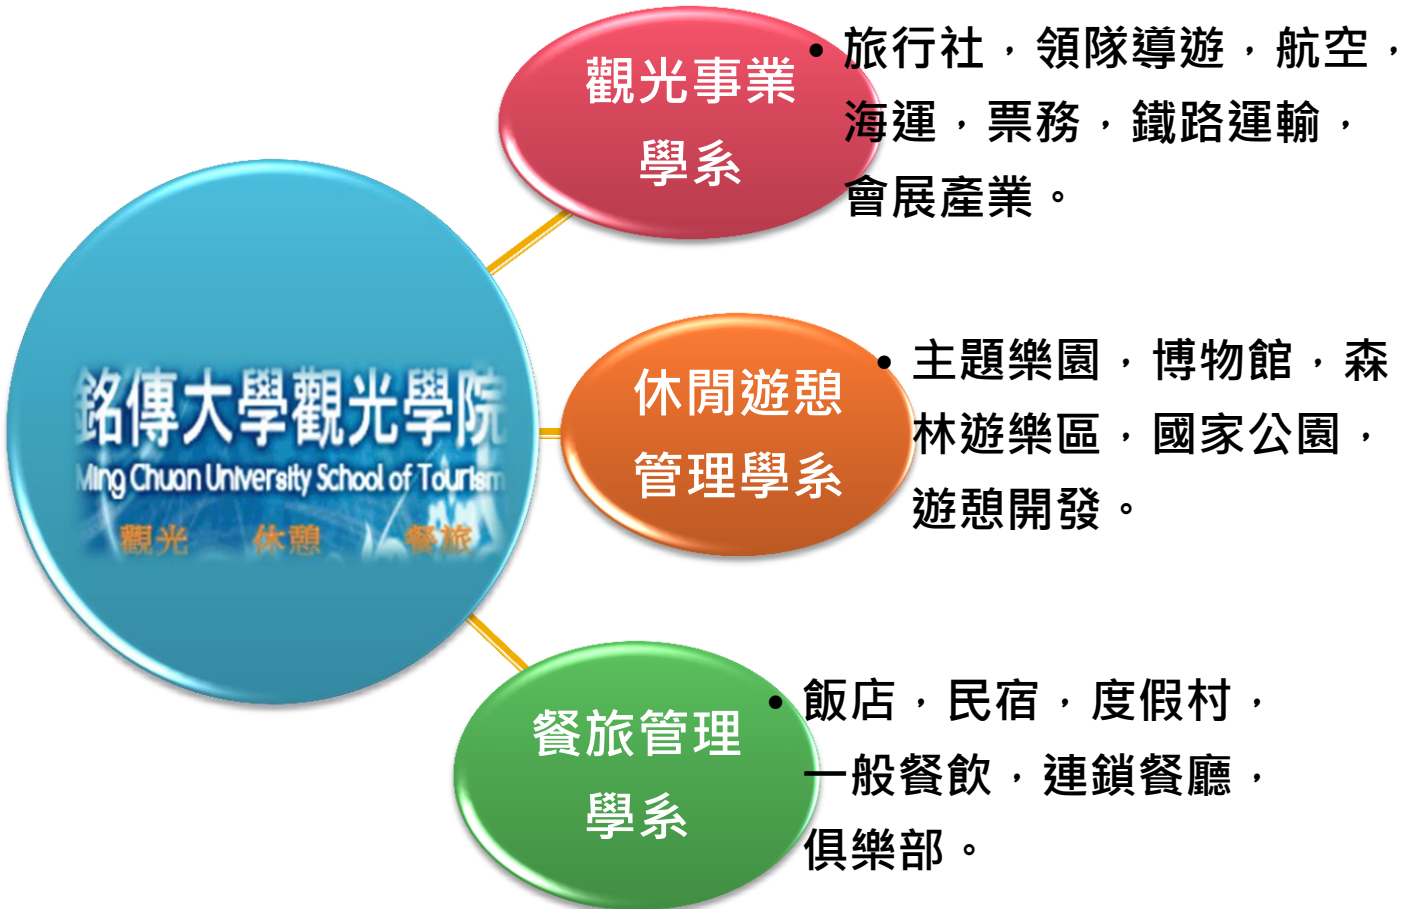 觀光事業
學系
• 旅行社，領隊導遊，航空，
海運，票務，鐵路運輸，
會展產業。
銘傳大學觀光學院
Ming Chuan University School of Tourism
觀光 休憩 餐旅
休閒遊憩
管理學系
• 主題樂園，博物館，森
林遊樂區，國家公園，
遊憩開發。
餐旅管理
學系
• 飯店，民宿，度假村，
一般餐飲，連鎖餐廳，
俱樂部。